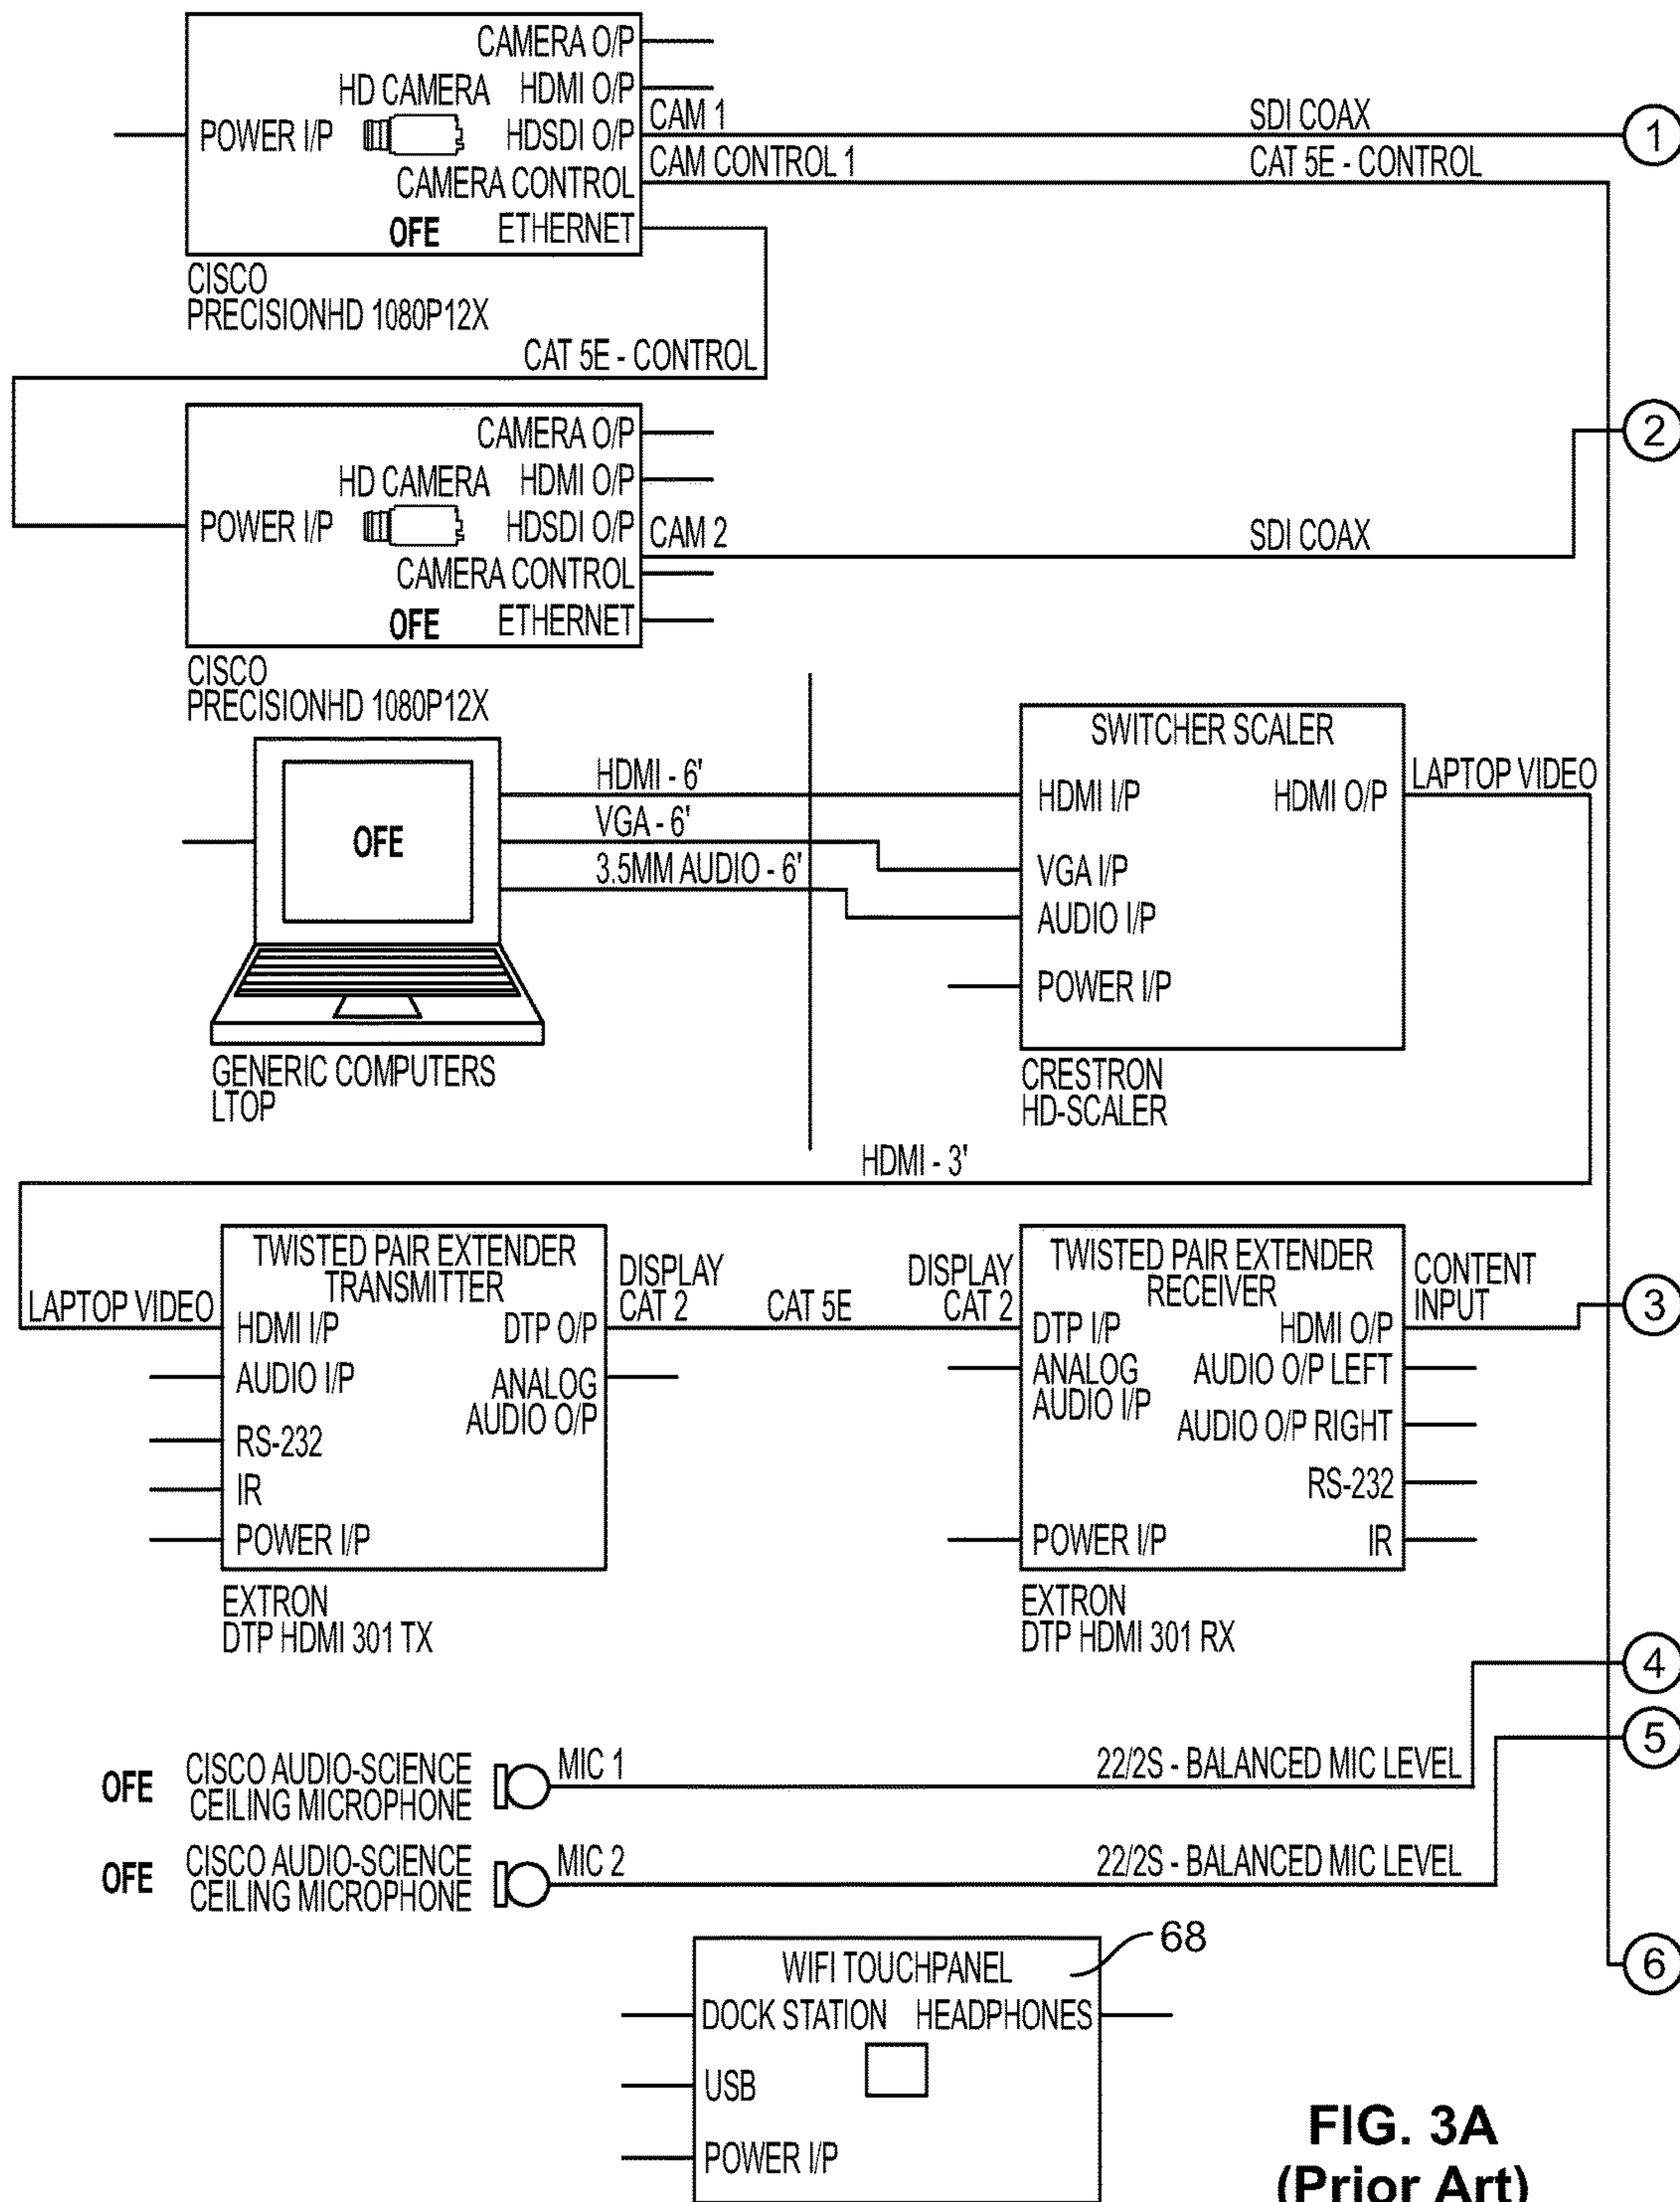 CAMERA O/P
HD CAMERA HDMI O/P
POWER I/P HDSDI O/P
CAMERA CONTROL
OFE ETHERNET
CAM 1 SDI COAX 1
CAM CONTROL 1 CAT 5E - CONTROL
CISCO
PRECISIONHD 1080P12X
CAT 5E - CONTROL
CAMERA O/P
HD CAMERA HDMI O/P
POWER I/P HDSDI O/P
CAMERA CONTROL
OFE ETHERNET
CAM 2 SDI COAX 2
CISCO
PRECISIONHD 1080P12X
OFE
HDMI - 6'
VGA - 6'
3.5MM AUDIO - 6'
GENERIC COMPUTERS
LTOP
SWITCHER SCALER
HDMI I/P HDMI O/P
VGA I/P
AUDIO I/P
POWER I/P
LAPTOP VIDEO
CRESTRON
HD-SCALER
HDMI - 3'
LAPTOP VIDEO
TWISTED PAIR EXTENDER
TRANSMITTER
HDMI I/P DTP O/P
AUDIO I/P ANALOG
AUDIO O/P
RS-232
IR
POWER I/P
EXTRON
DTP HDMI 301 TX
DISPLAY
CAT 2
CAT 5E
DISPLAY
CAT 2
TWISTED PAIR EXTENDER
RECEIVER
DTP I/P HDMI O/P
ANALOG AUDIO O/P LEFT
AUDIO I/P AUDIO O/P RIGHT
RS-232
POWER I/P IR
EXTRON
DTP HDMI 301 RX
CONTENT
INPUT
3
4
5
OFE CISCO AUDIO-SCIENCE
CEILING MICROPHONE
MIC 1 22/2S - BALANCED MIC LEVEL
OFE CISCO AUDIO-SCIENCE
CEILING MICROPHONE
MIC 2 22/2S - BALANCED MIC LEVEL
6
68
WIFI TOUCHPANEL
DOCK STATION HEADPHONES
USB
POWER I/P
FIG. 3A
(Prior Art)